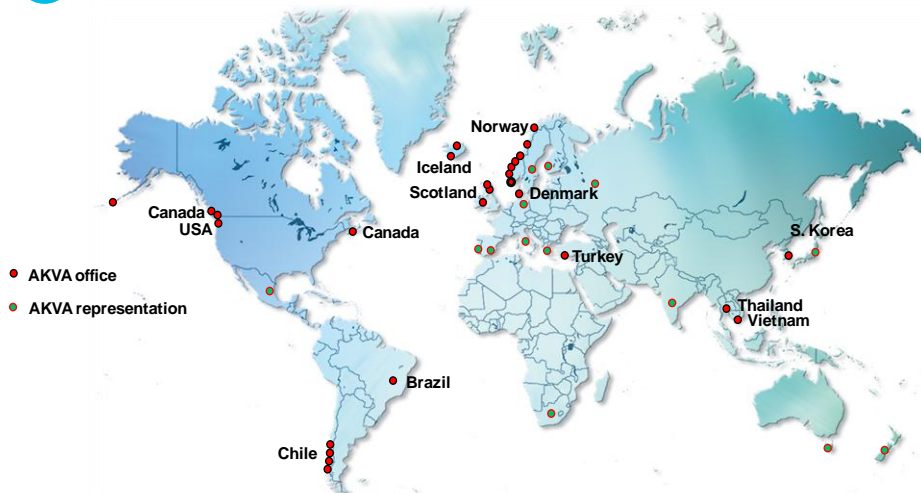 Norway
Iceland
Scotland
Denmark
Canada
USA
Canada
S. Korea
Turkey
AKVA office
AKVA representation
Thailand
Vietnam
Brazil
Chile